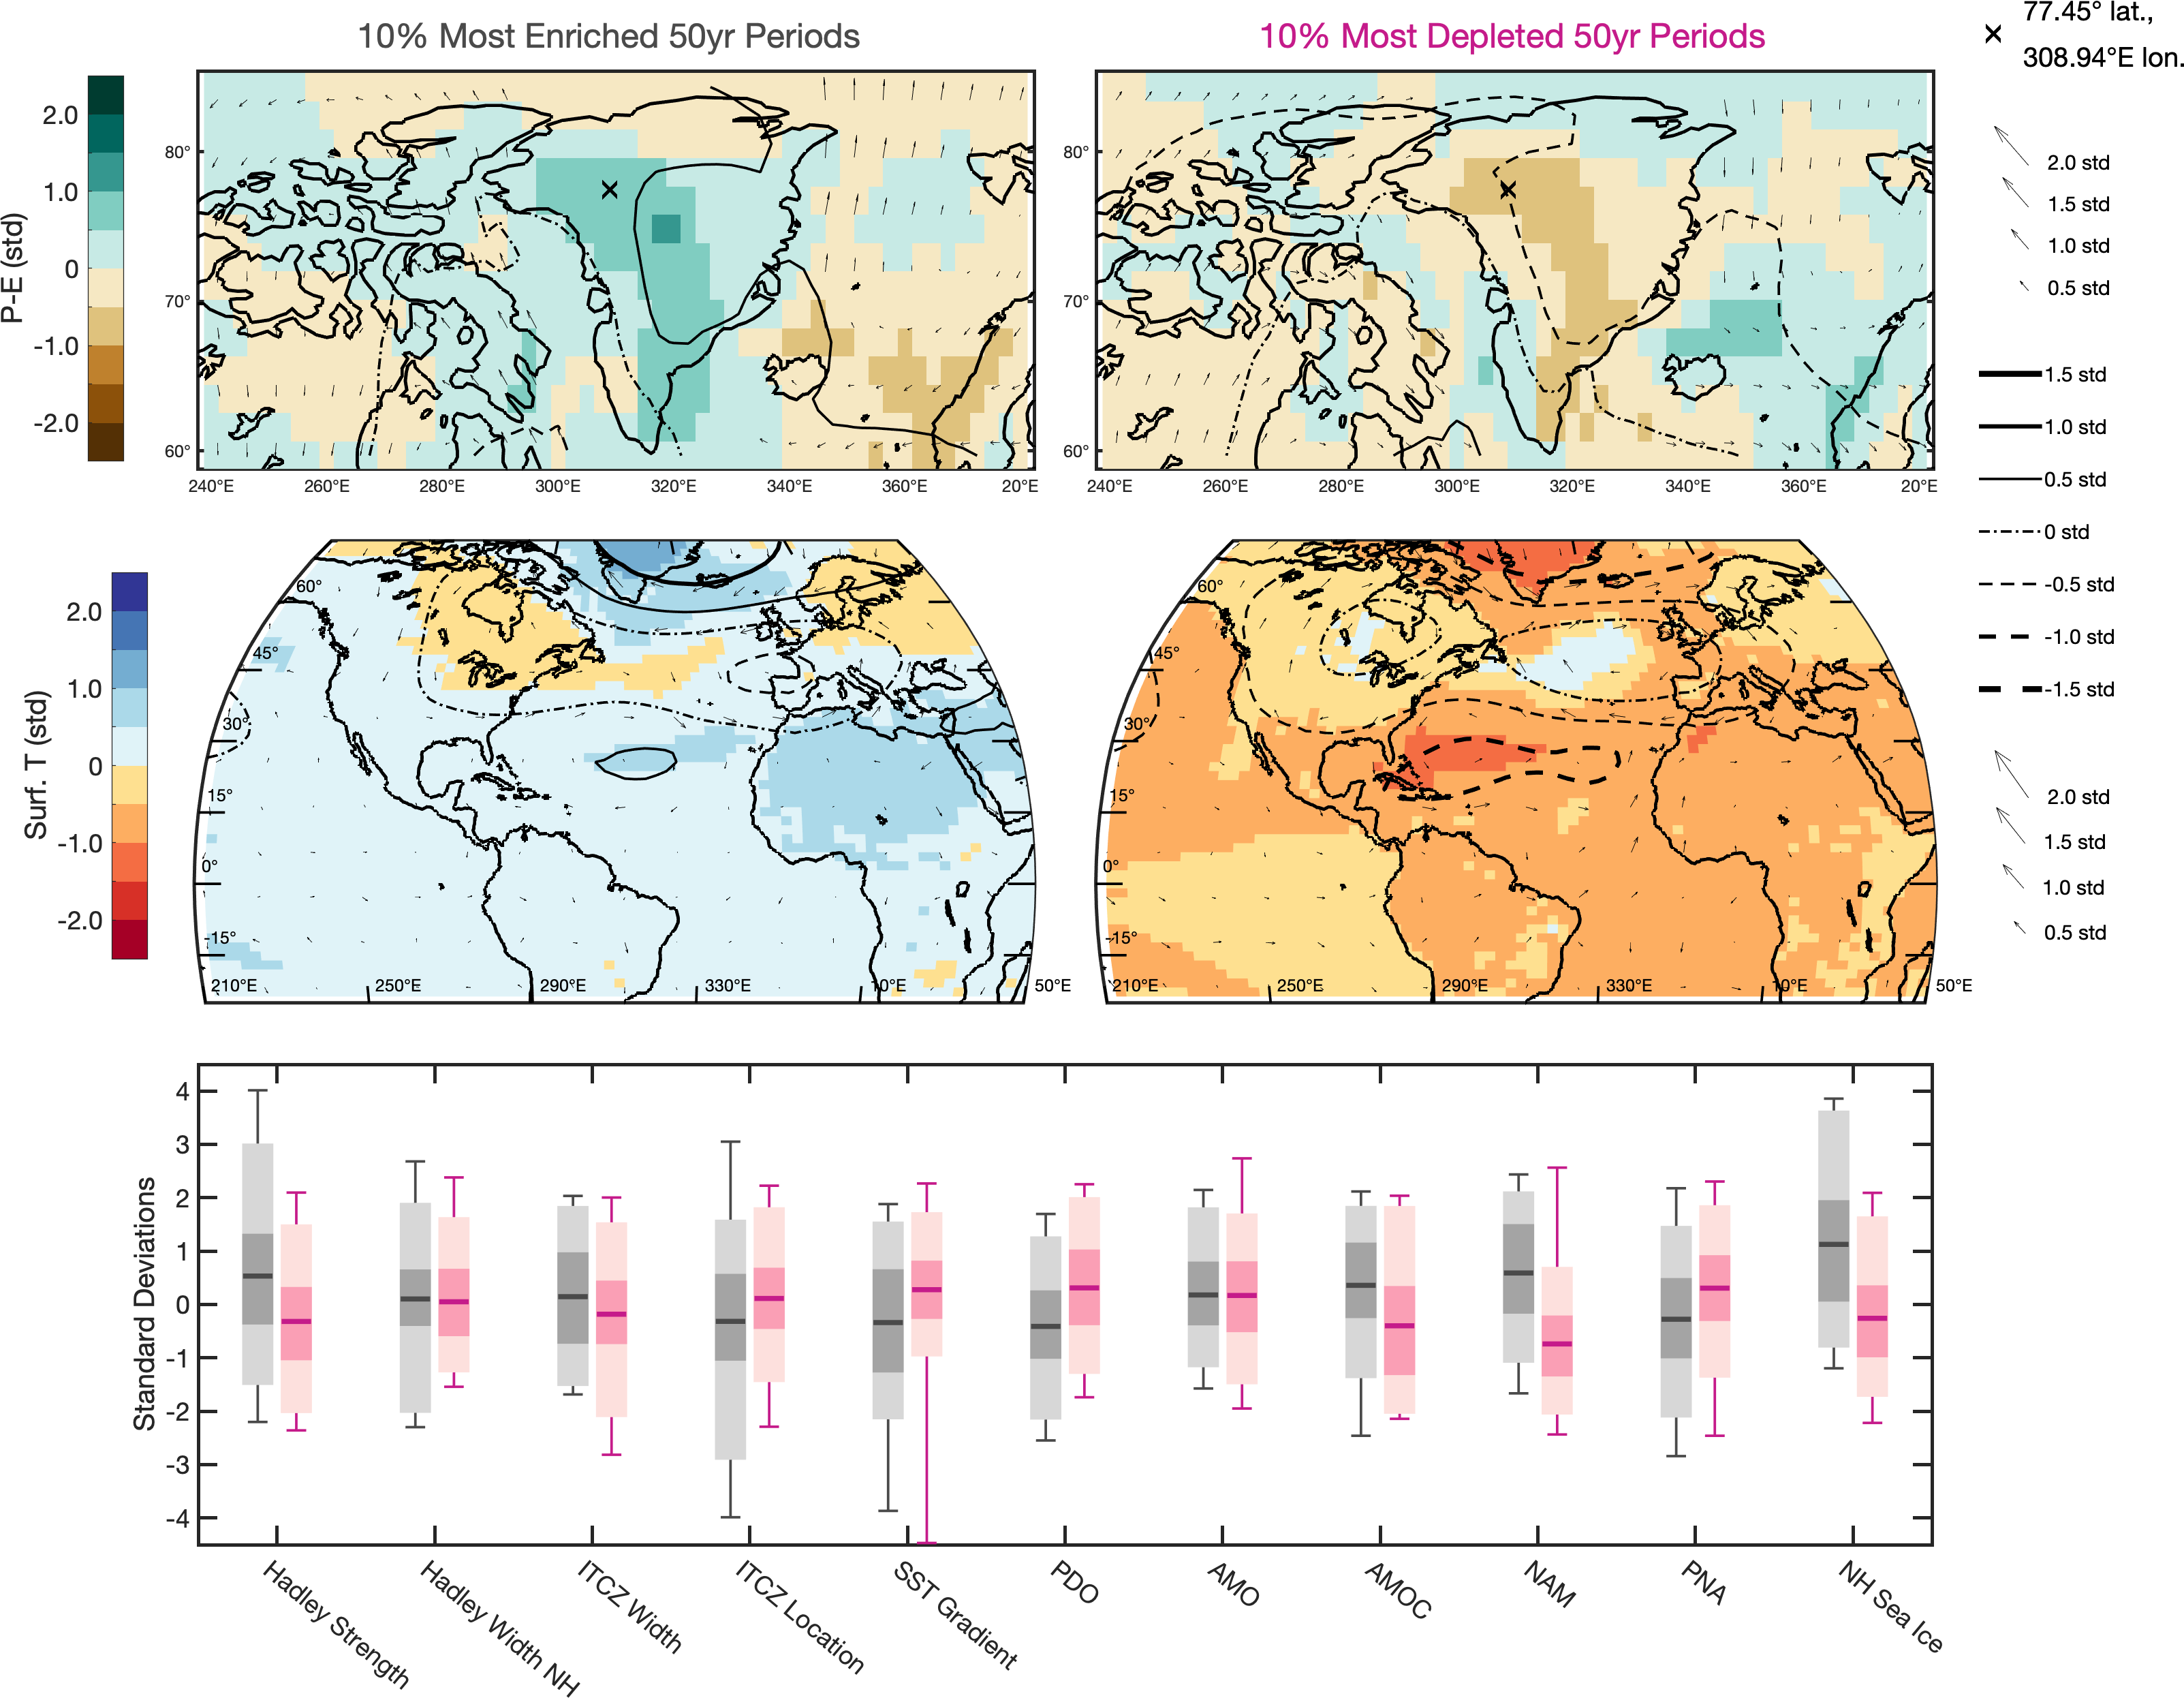 10% Most Enriched 50yr Periods
10% Most Depleted 50yr Periods
77.45° lat.,
308.94°E lon.
P-E (std)
2.0
1.0
0
-1.0
-2.0
80°
70°
60°
240°E 260°E 280°E 300°E 320°E 340°E 360°E 20°E
80°
70°
60°
240°E 260°E 280°E 300°E 320°E 340°E 360°E 20°E
2.0 std
1.5 std
1.0 std
0.5 std
1.5 std
1.0 std
0.5 std
0 std
-0.5 std
-1.0 std
-1.5 std
Surf. T (std)
2.0
1.0
0
-1.0
-2.0
60°
45°
30°
15°
0°
-15°
210°E 250°E 290°E 330°E 10°E 50°E
60°
45°
30°
15°
0°
-15°
210°E 250°E 290°E 330°E 10°E 50°E
2.0 std
1.5 std
1.0 std
0.5 std
Standard Deviations
4
3
2
1
0
-1
-2
-3
-4
Hadley Strength
Hadley Width NH
ITCZ Width
ITCZ Location
SST Gradient
PDO
AMO
AMOC
NAM
PNA
NH Sea Ice